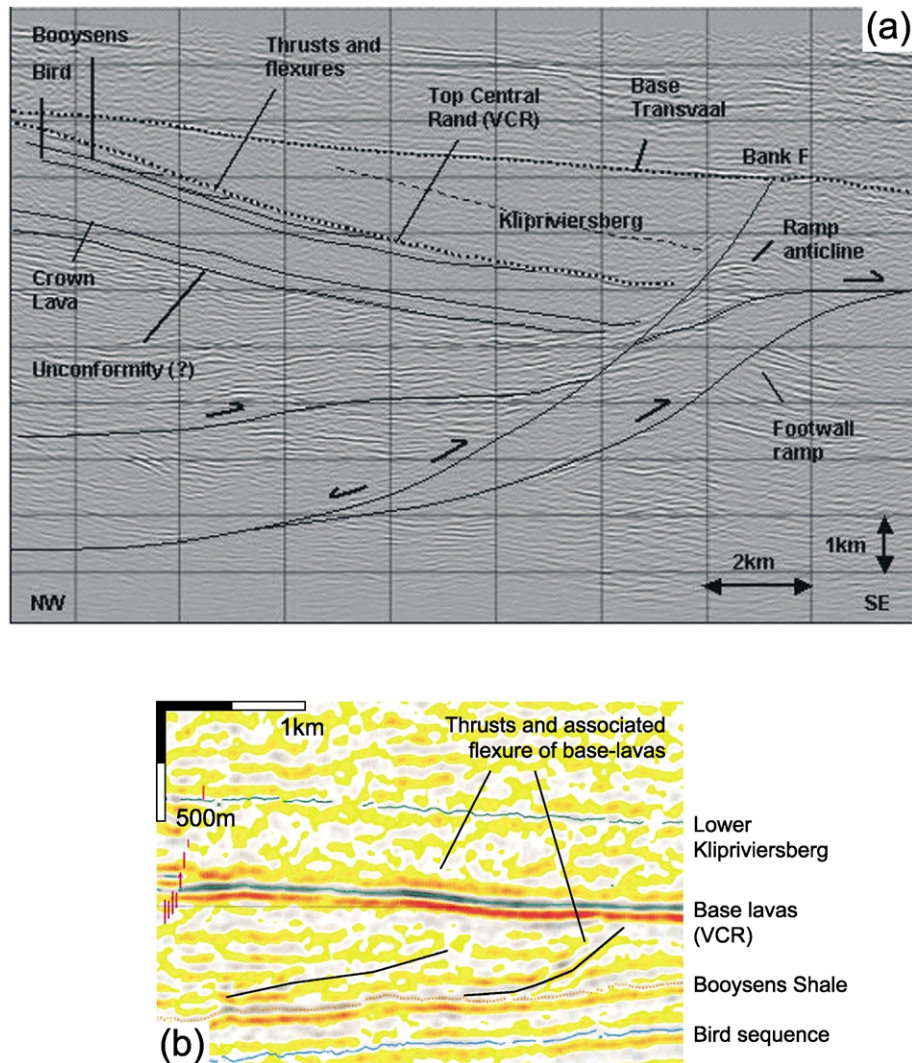 (a)
Booysens
Bird
Thrusts and
flexures
Top Central
Rand (VCR)
Base
Transvaal
Bank F
Klipriviersberg
Ramp
anticline
Crown
Lava
Unconformity (?)
Footwall
ramp
1km
2km
NW
SE
1km
Thrusts and associated
flexure of base-lavas
500m
Lower
Klipriviersberg
Base lavas
(VCR)
Booysens Shale
Bird sequence
(b)